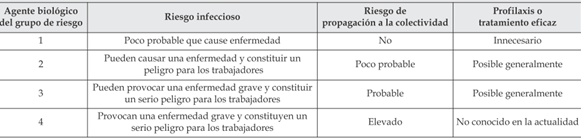 Agente biológico
del grupo de riesgo
Riesgo infeccioso
Riesgo de
propagación a la colectividad
Profilaxis o
tratamiento eficaz
1
Poco probable que cause enfermedad
No
Innecesario
2
Pueden causar una enfermedad y constituir un
peligro para los trabajadores
Poco probable
Posible generalmente
3
Pueden provocar una enfermedad grave y constituir
un serio peligro para los trabajadores
Probable
Posible generalmente
4
Provocan una enfermedad grave y constituyen un
serio peligro para los trabajadores
Elevado
No conocido en la actualidad